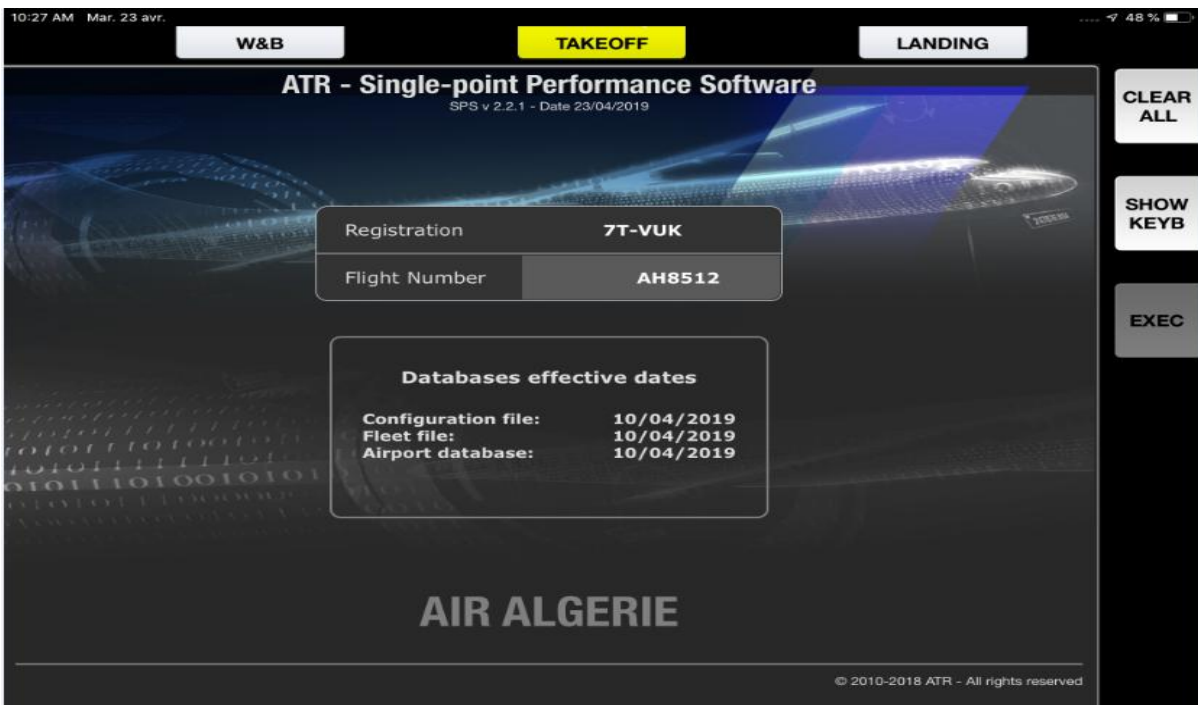 10:27 AM Mar. 23 avr.
48 %
W&B
TAKEOFF
LANDING
ATR - Single-point Performance Software
SPS v 2.2.1 - Date 23/04/2019
CLEAR
ALL
SHOW
KEYB
EXEC
Registration 7T-VUK
Flight Number AH8512
Databases effective dates
Configuration file: 10/04/2019
Fleet file: 10/04/2019
Airport database: 10/04/2019
AIR ALGERIE
© 2010-2018 ATR - All rights reserved